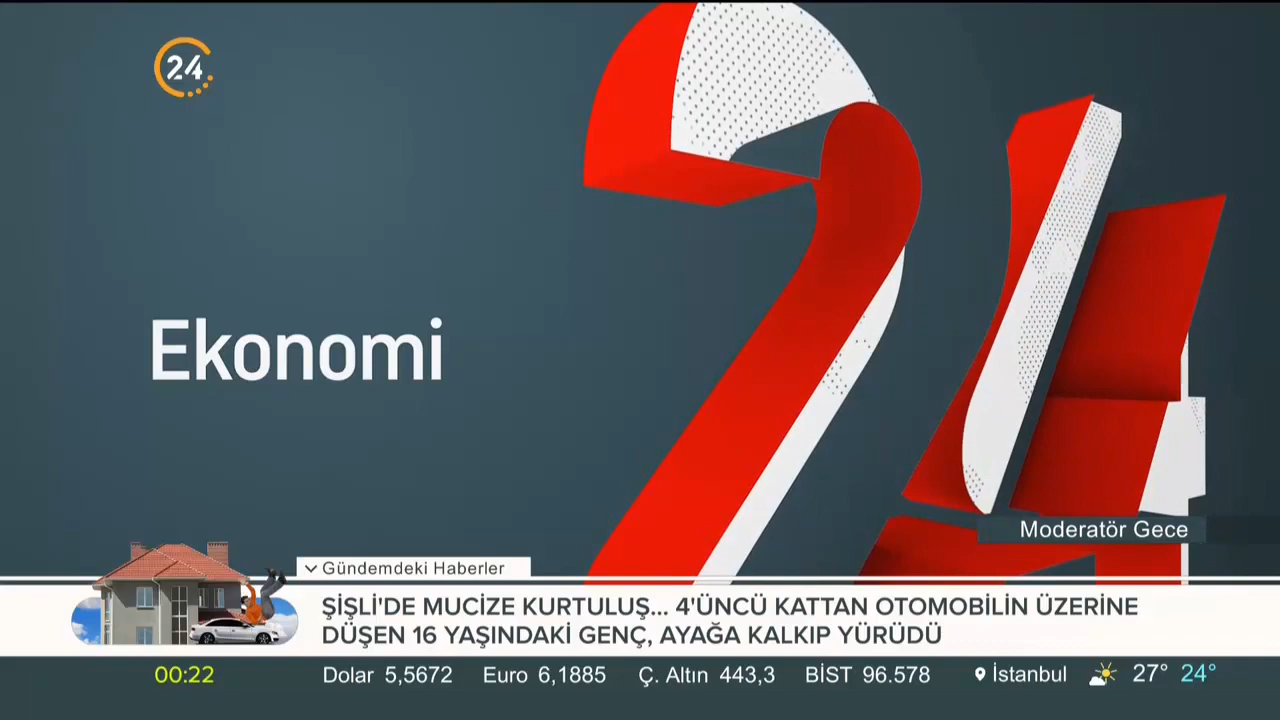 24
Ekonomi
24
Moderatör Gece
Gündemdeki Haberler
ŞİŞLİ'DE MUCİZE KURTULUŞ... 4'ÜNCÜ KATTAN OTOMOBİLİN ÜZERİNE
DÜŞEN 16 YAŞINDAKİ GENÇ, AYAĞA KALKIP YÜRÜDÜ
00:22 Dolar 5,5672 Euro 6,1885 Ç. Altın 443,3 BİST 96.578 İstanbul 27° 24°